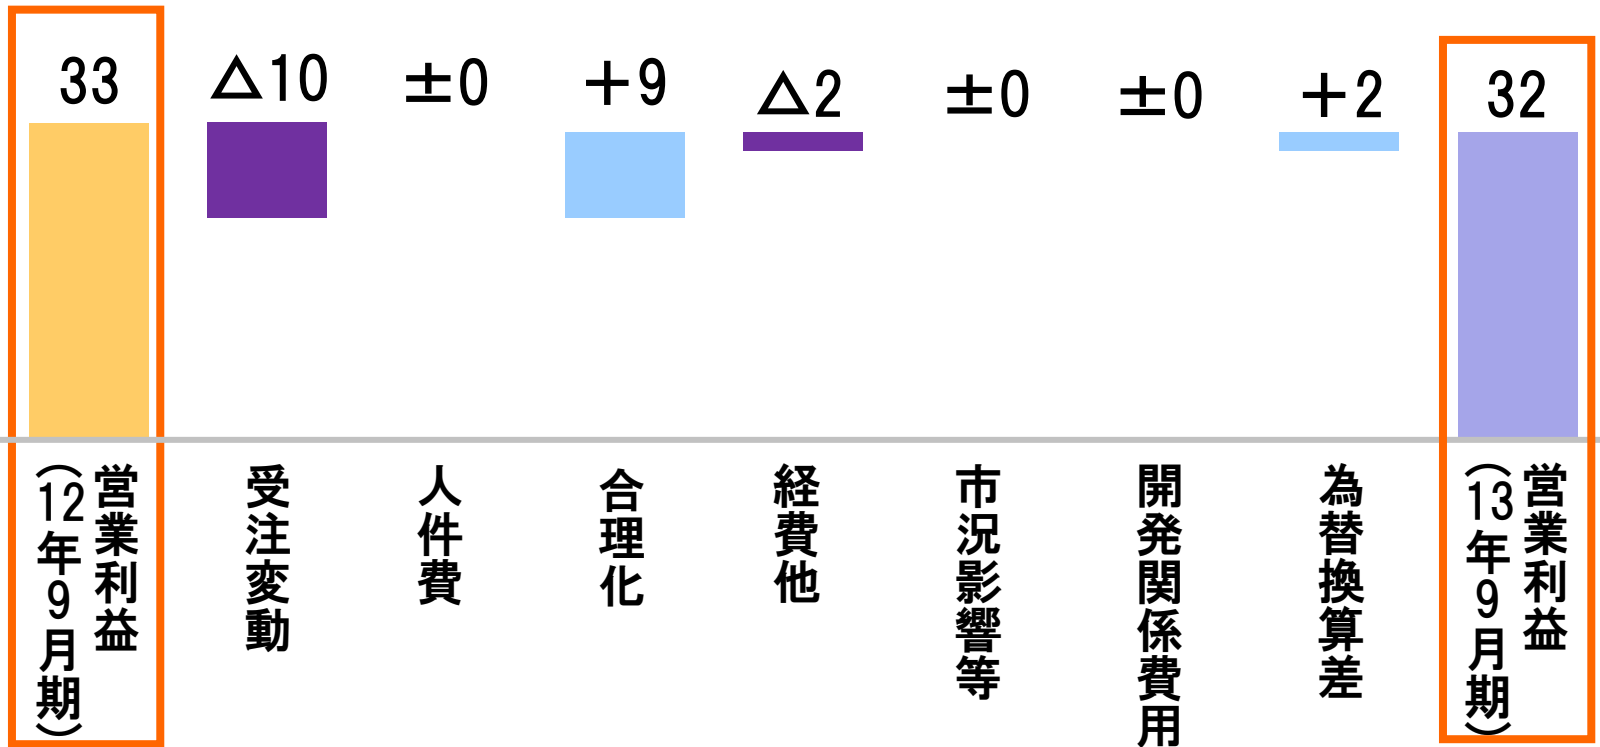 33
△10
±0
＋9
△2
±0
±0
＋2
32
営業利益
（12年9月期）
受注変動
人件費
合理化
経費他
市況影響等
開発関係費用
為替換算差
営業利益
（13年9月期）